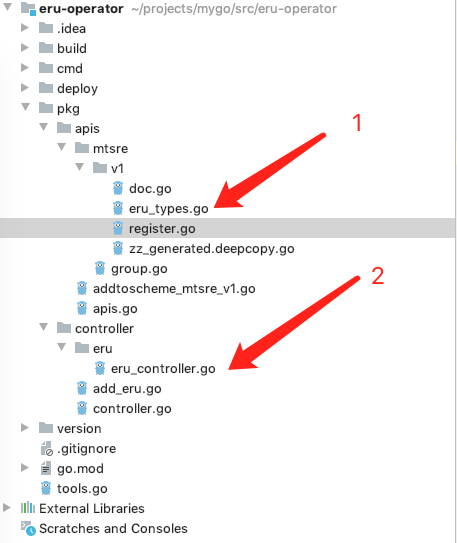 eru-operator ~/projects/mygo/src/eru-operator
.idea
build
cmd
deploy
pkg
apis
1
mtsre
v1
doc.go
eru_types.go
register.go
zz_generated.deepcopy.go
group.go
2
addtoscheme_mtsre_v1.go
apis.go
controller
eru
eru_controller.go
add_eru.go
controller.go
version
.gitignore
go.mod
tools.go
External Libraries
Scratches and Consoles